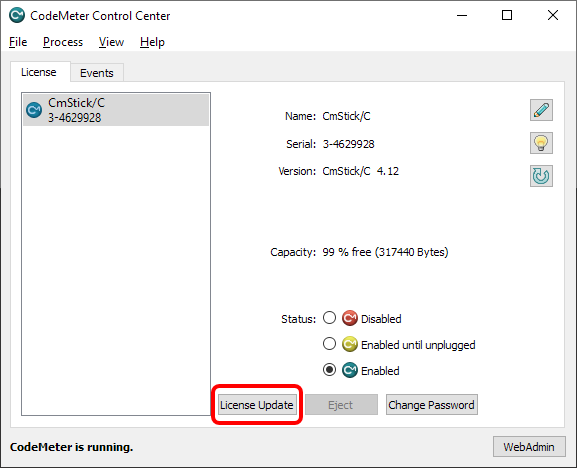 CodeMeter Control Center
File Process View Help
License Events
CmStick/C
3-4629928
Name: CmStick/C
Serial: 3-4629928
Version: CmStick/C 4.12
Capacity: 99 % free (317440 Bytes)
Status: Disabled
Enabled until unplugged
Enabled
License Update Eject Change Password
CodeMeter is running. WebAdmin